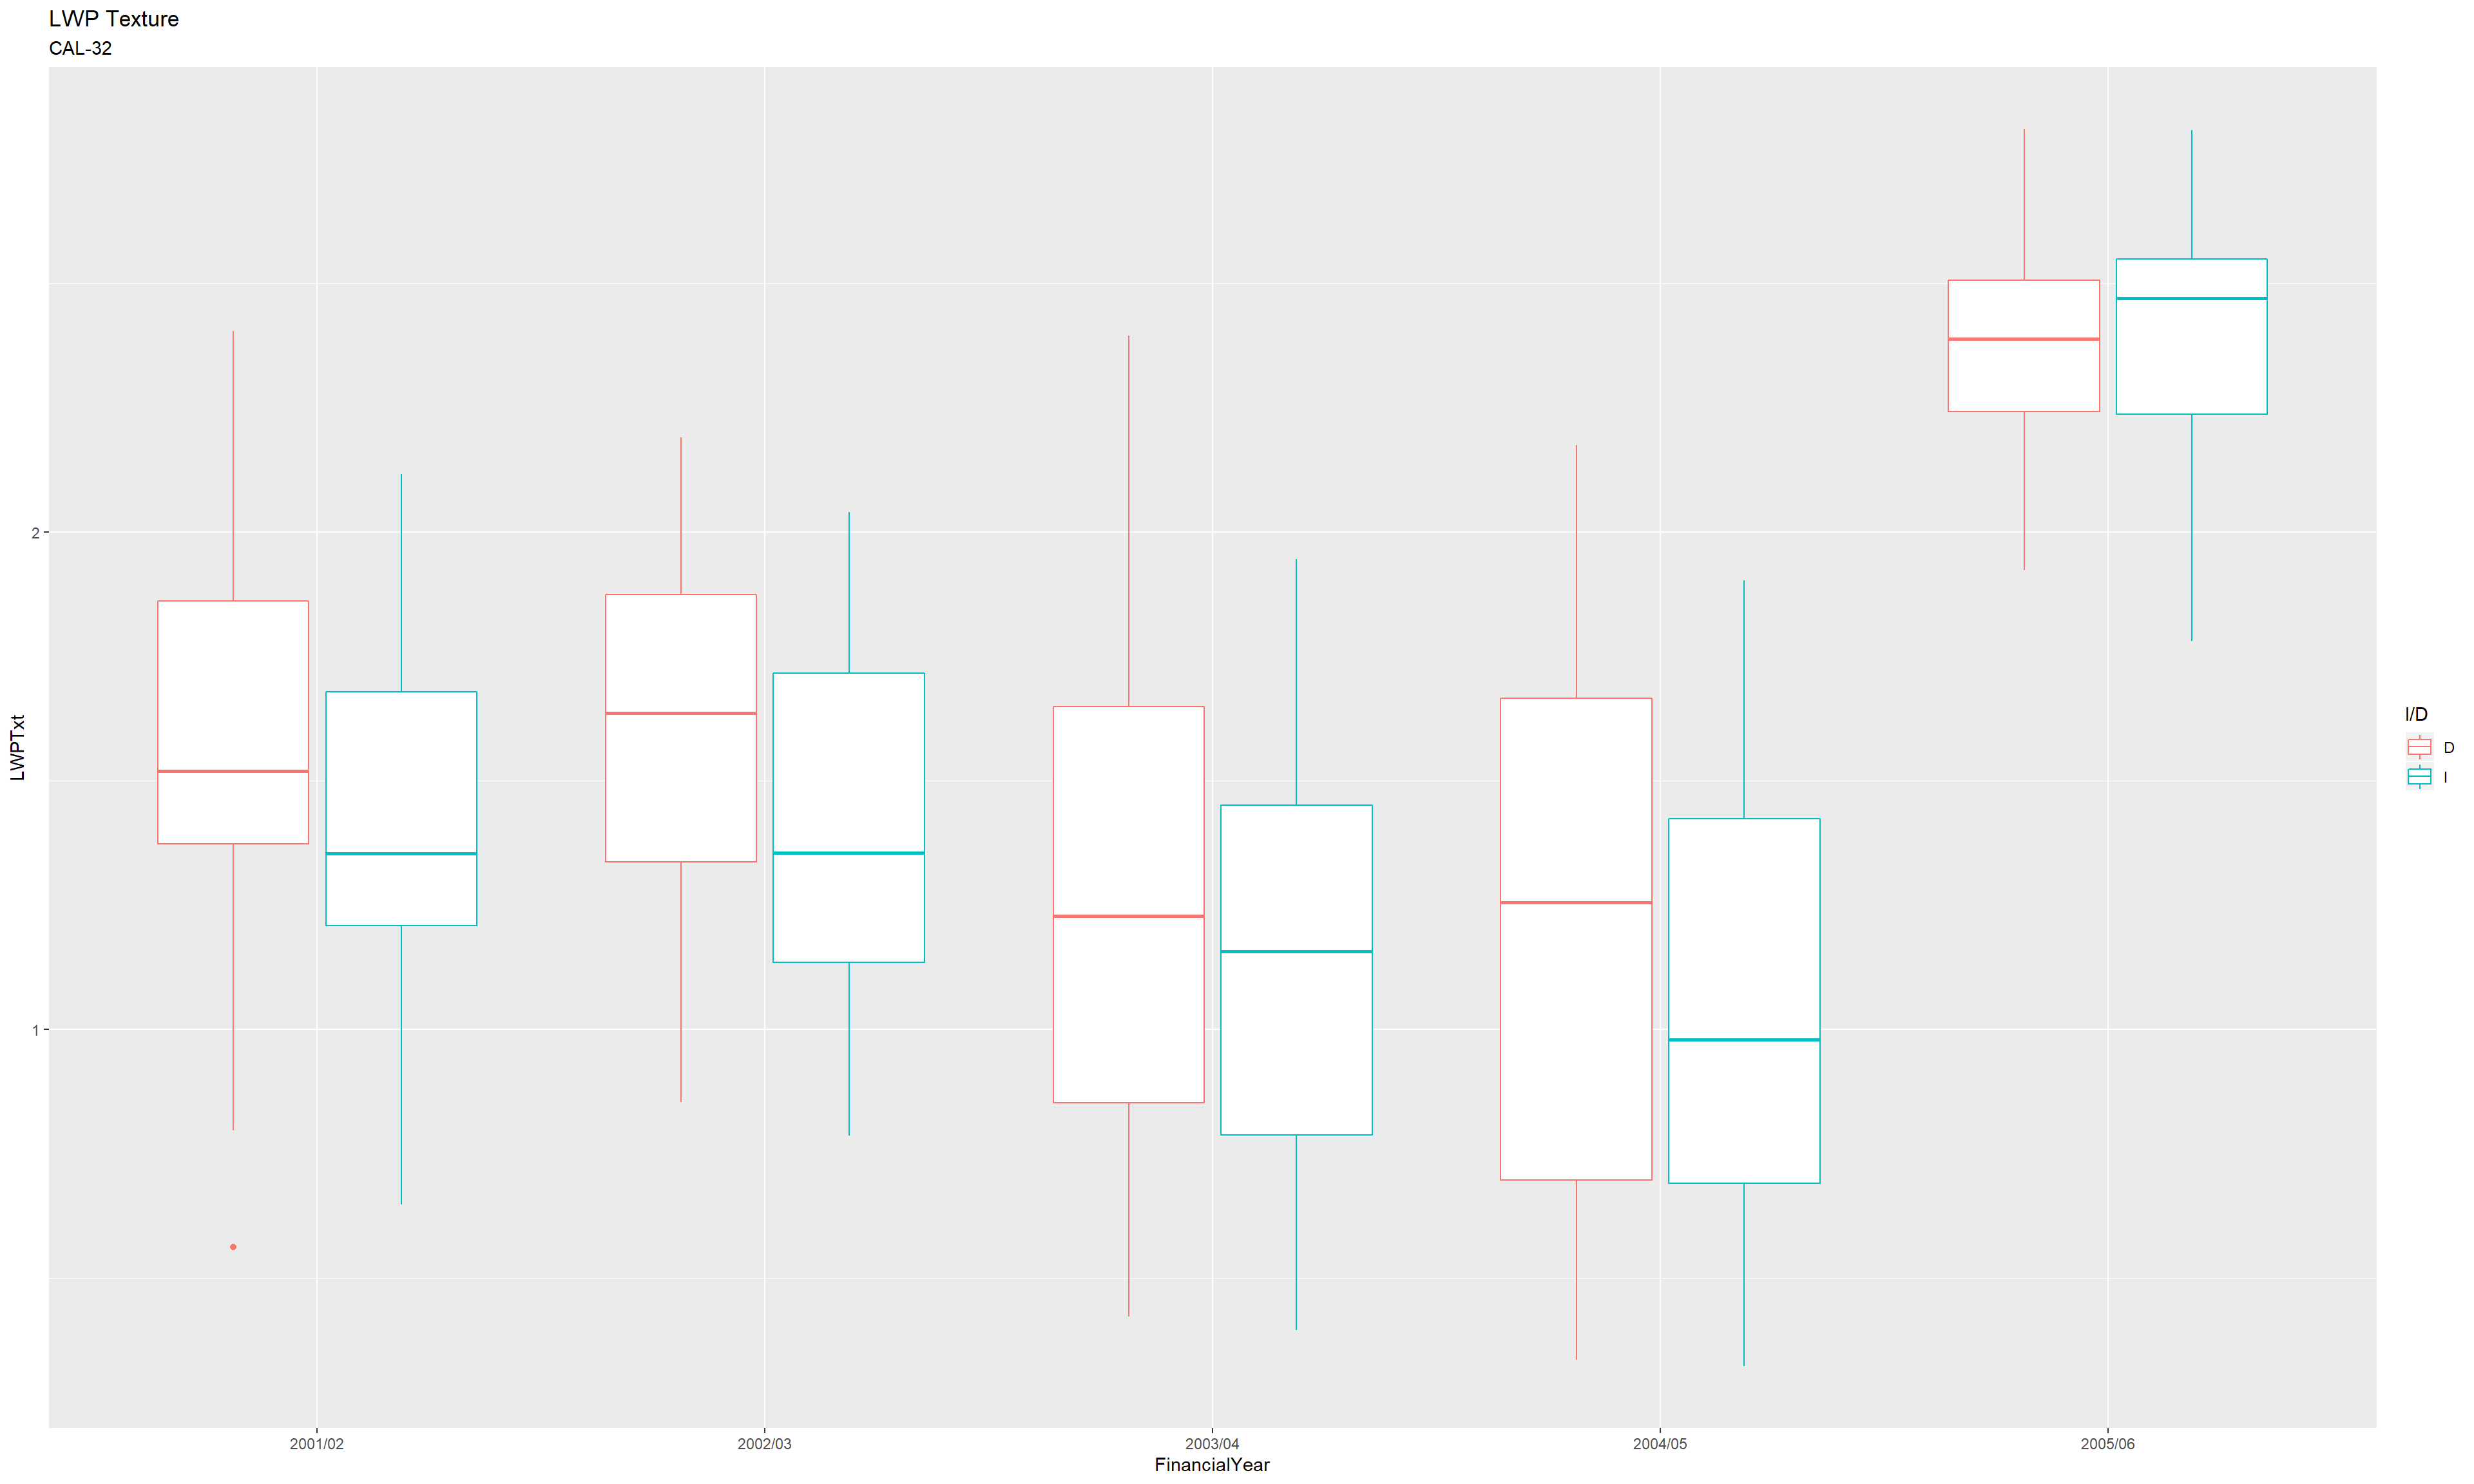 LWP Texture
CAL-32
LWPTxt
2
1
2001/02
2002/03
2003/04
2004/05
2005/06
FinancialYear
I/D
D
I